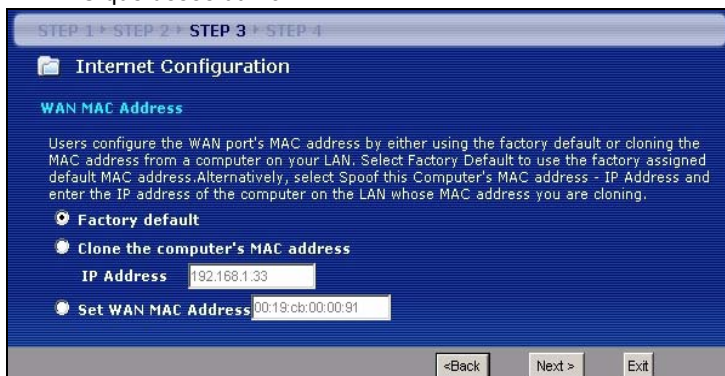 STEP 1 ▸ STEP 2 ▸ STEP 3 ▸ STEP 4
Internet Configuration
WAN MAC Address
Users configure the WAN port's MAC address by either using the factory default or cloning the
MAC address from a computer on your LAN. Select Factory Default to use the factory assigned
default MAC address.Alternatively, select Spoof this Computer's MAC address - IP Address and
enter the IP address of the computer on the LAN whose MAC address you are cloning.
Factory default
Clone the computer's MAC address
IP Address 192.168.1.33
Set WAN MAC Address 00:19:cb:00:00:91
<Back Next > Exit